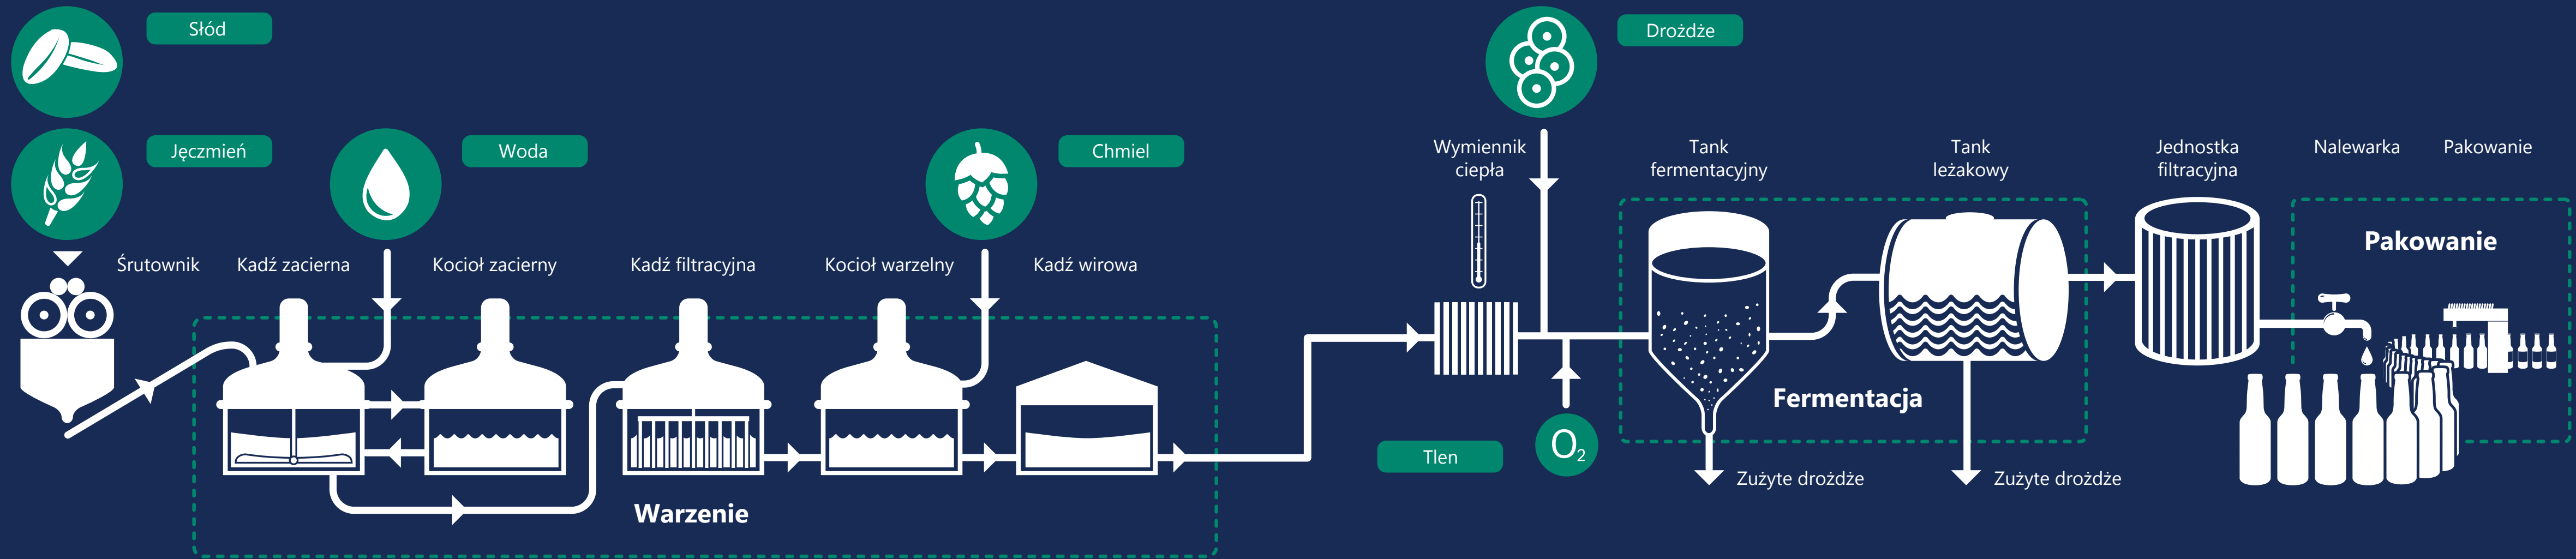 Słód
Drożdże
Jęczmień
Woda
Chmiel
Wymiennik
ciepła
Tank
fermentacyjny
Tank
leżakowy
Jednostka
filtracyjna
Nalewarka
Pakowanie
Śrutownik
Kadź zacierna
Kocioł zacierny
Kadź filtracyjna
Kocioł warzelny
Kadź wirowa
Pakowanie
Fermentacja
Tlen
O₂
Zużyte drożdże
Zużyte drożdże
Warzenie